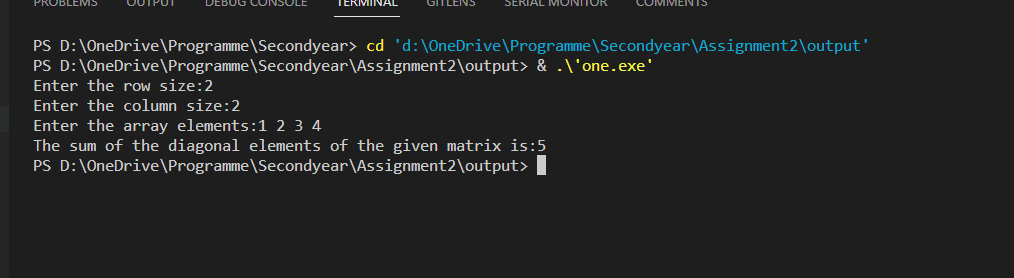 PROBLEMS OUTPUT DEBUG CONSOLE TERMINAL GITLENS SERIAL MONITOR COMMENTS
PS D:\OneDrive\Programme\Secondyear> cd 'd:\OneDrive\Programme\Secondyear\Assignment2\output'
PS D:\OneDrive\Programme\Secondyear\Assignment2\output> & .\'one.exe'
Enter the row size:2
Enter the column size:2
Enter the array elements:1 2 3 4
The sum of the diagonal elements of the given matrix is:5
PS D:\OneDrive\Programme\Secondyear\Assignment2\output>